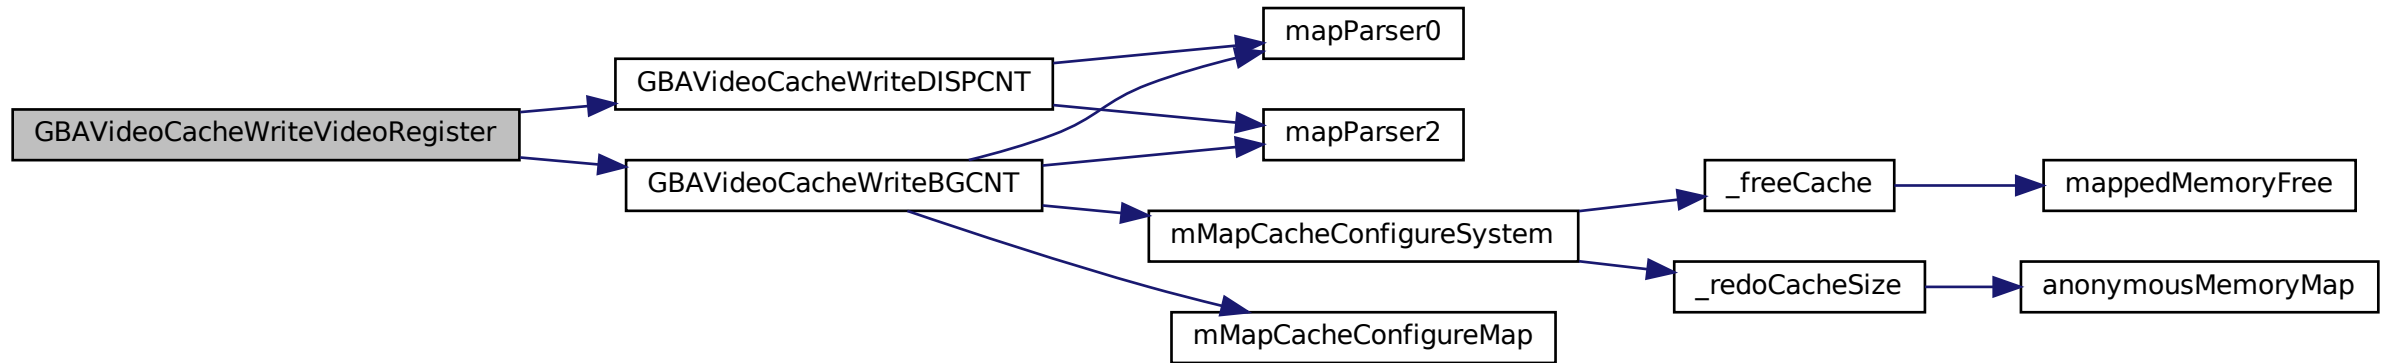 GBAVideoCacheWriteVideoRegister
GBAVideoCacheWriteDISPCNT
GBAVideoCacheWriteBGCNT
mapParser0
mapParser2
mMapCacheConfigureSystem
mMapCacheConfigureMap
_freeCache
_redoCacheSize
mappedMemoryFree
anonymousMemoryMap